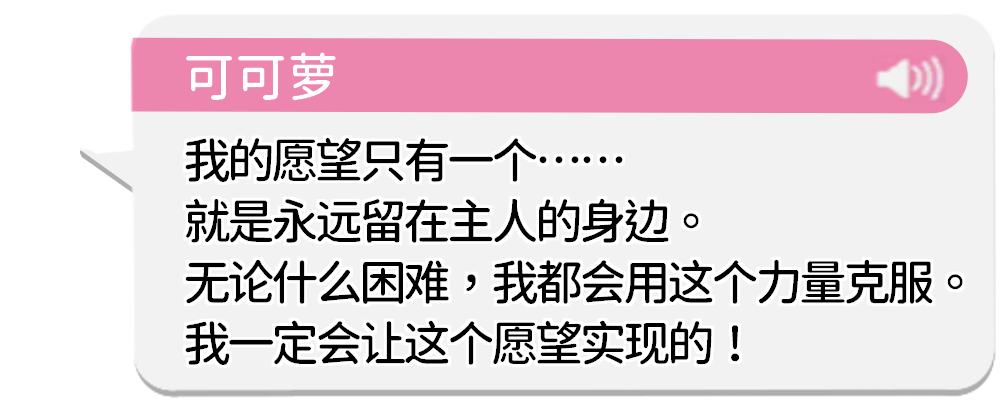 可可萝
我的愿望只有一个……
就是永远留在主人的身边。
无论什么困难，我都会用这个力量克服。
我一定会让这个愿望实现的！